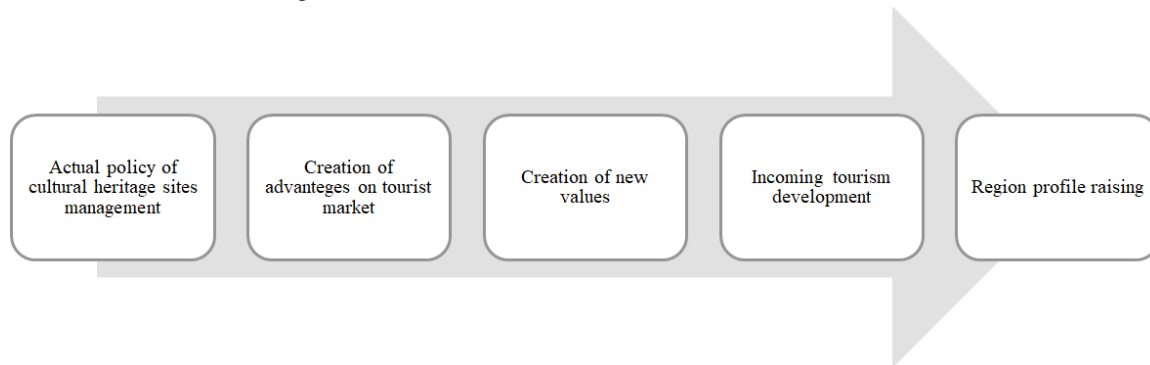 Actual policy of
cultural heritage sites
management
Creation of
advanteges on tourist
market
Creation of new
values
Incoming tourism
development
Region profile raising